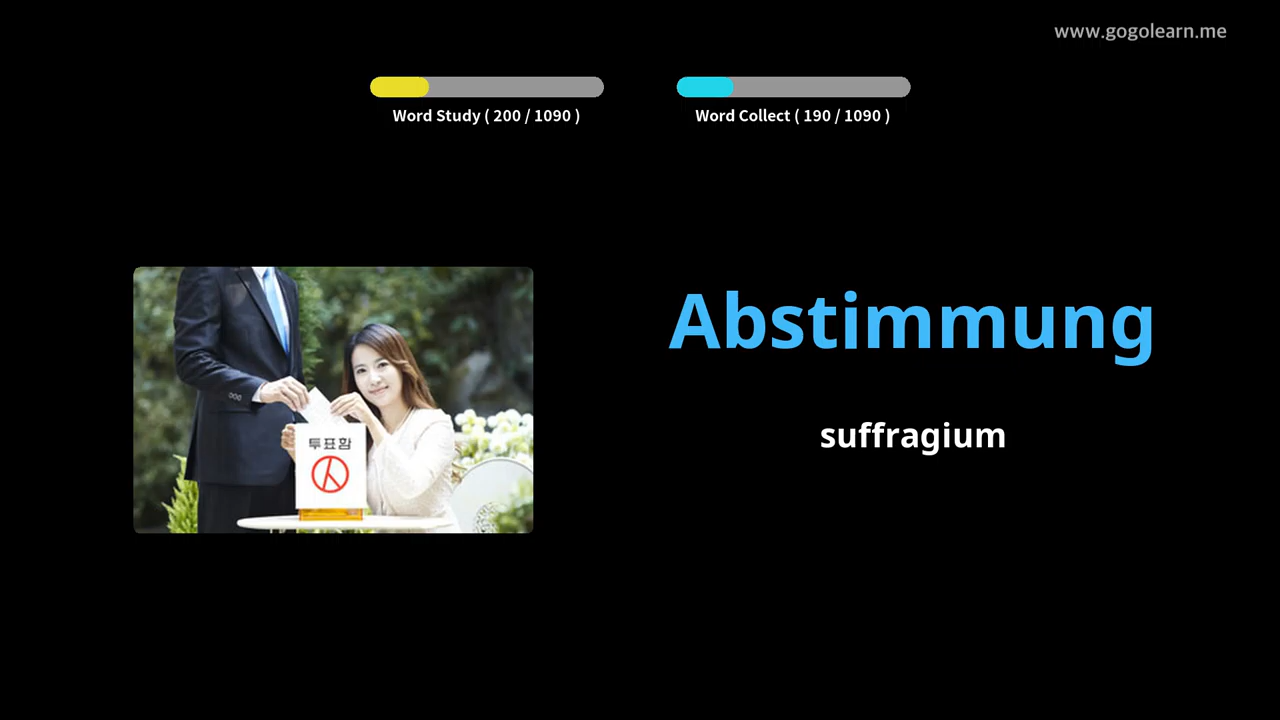 www.gogolearn.me
Word Study ( 200 / 1090 )
Word Collect ( 190 / 1090 )
Abstimmung
suffragium
투표함